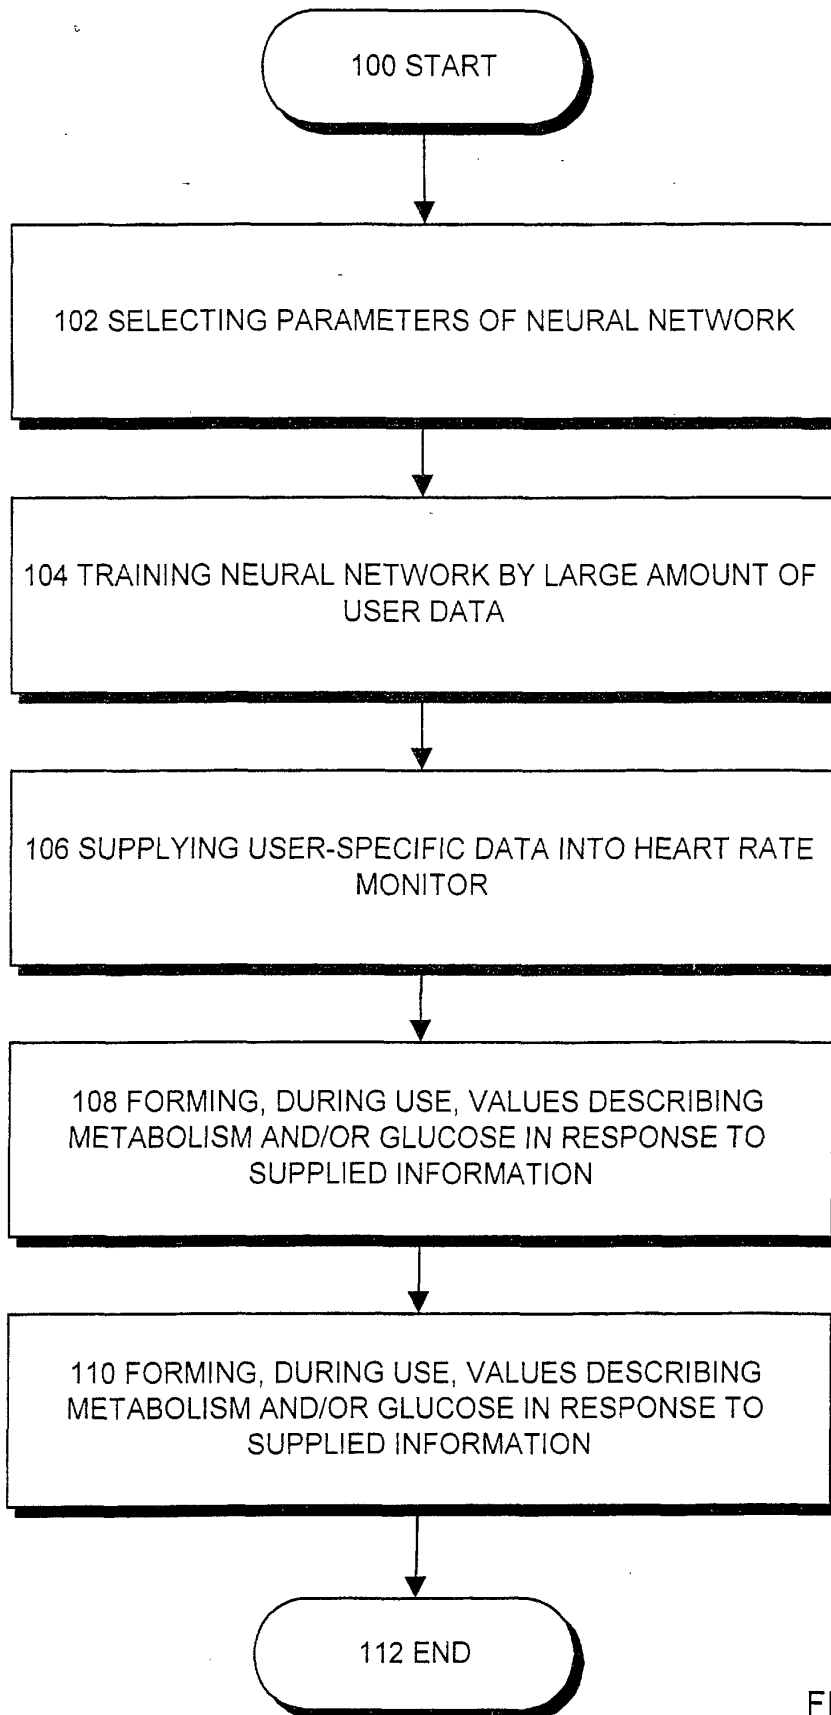 100 START
102 SELECTING PARAMETERS OF NEURAL NETWORK
104 TRAINING NEURAL NETWORK BY LARGE AMOUNT OF
USER DATA
106 SUPPLYING USER-SPECIFIC DATA INTO HEART RATE
MONITOR
108 FORMING, DURING USE, VALUES DESCRIBING
METABOLISM AND/OR GLUCOSE IN RESPONSE TO
SUPPLIED INFORMATION
110 FORMING, DURING USE, VALUES DESCRIBING
METABOLISM AND/OR GLUCOSE IN RESPONSE TO
SUPPLIED INFORMATION
112 END